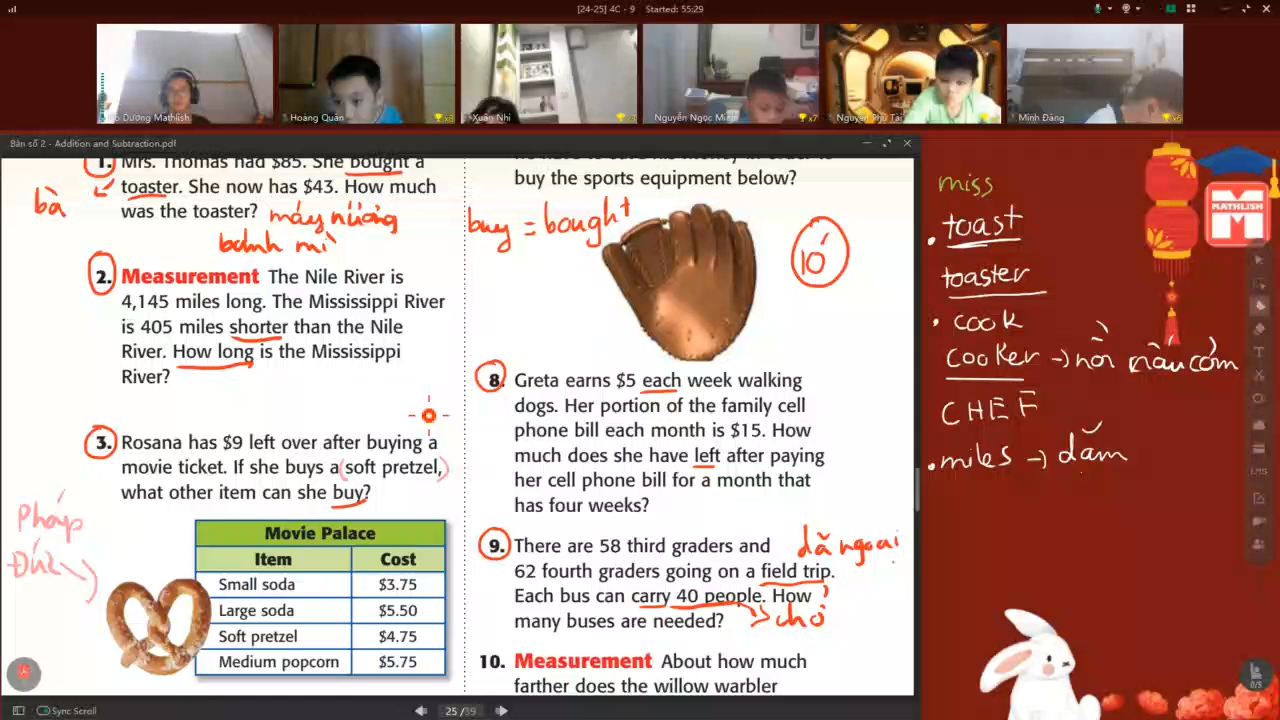 [24-25] 4C - 9 Started: 55:29
Dương Mathlish
Hoàng Quân
x8
Xuân Nhi
Nguyễn Ngọc Minh
x7
Nguyễn Phú Tài
Minh Đăng
x6
Bản số 2 - Addition and Subtraction.pdf
1. Mrs. Thomas had $85. She bought a
toaster. She now has $43. How much
was the toaster?
bà
máy nướng
bánh mì
2. Measurement The Nile River is
4,145 miles long. The Mississippi River
is 405 miles shorter than the Nile
River. How long is the Mississippi
River?
3. Rosana has $9 left over after buying a
movie ticket. If she buys a (soft pretzel,)
what other item can she buy?
Pháp
Đức
Movie Palace
Item Cost
Small soda $3.75
Large soda $5.50
Soft pretzel $4.75
Medium popcorn $5.75
buy the sports equipment below?
buy = bought
8. Greta earns $5 each week walking
dogs. Her portion of the family cell
phone bill each month is $15. How
much does she have left after paying
her cell phone bill for a month that
has four weeks?
9. There are 58 third graders and
62 fourth graders going on a field trip.
Each bus can carry 40 people. How
many buses are needed?
dã ngoại
chở
10. Measurement About how much
farther does the willow warbler
miss
toast
toaster
cook
cooker → nồi nấu cơm
CHEF
miles → dặm
MATHLISH
LMS
0/5
Sync Scroll
25 /39